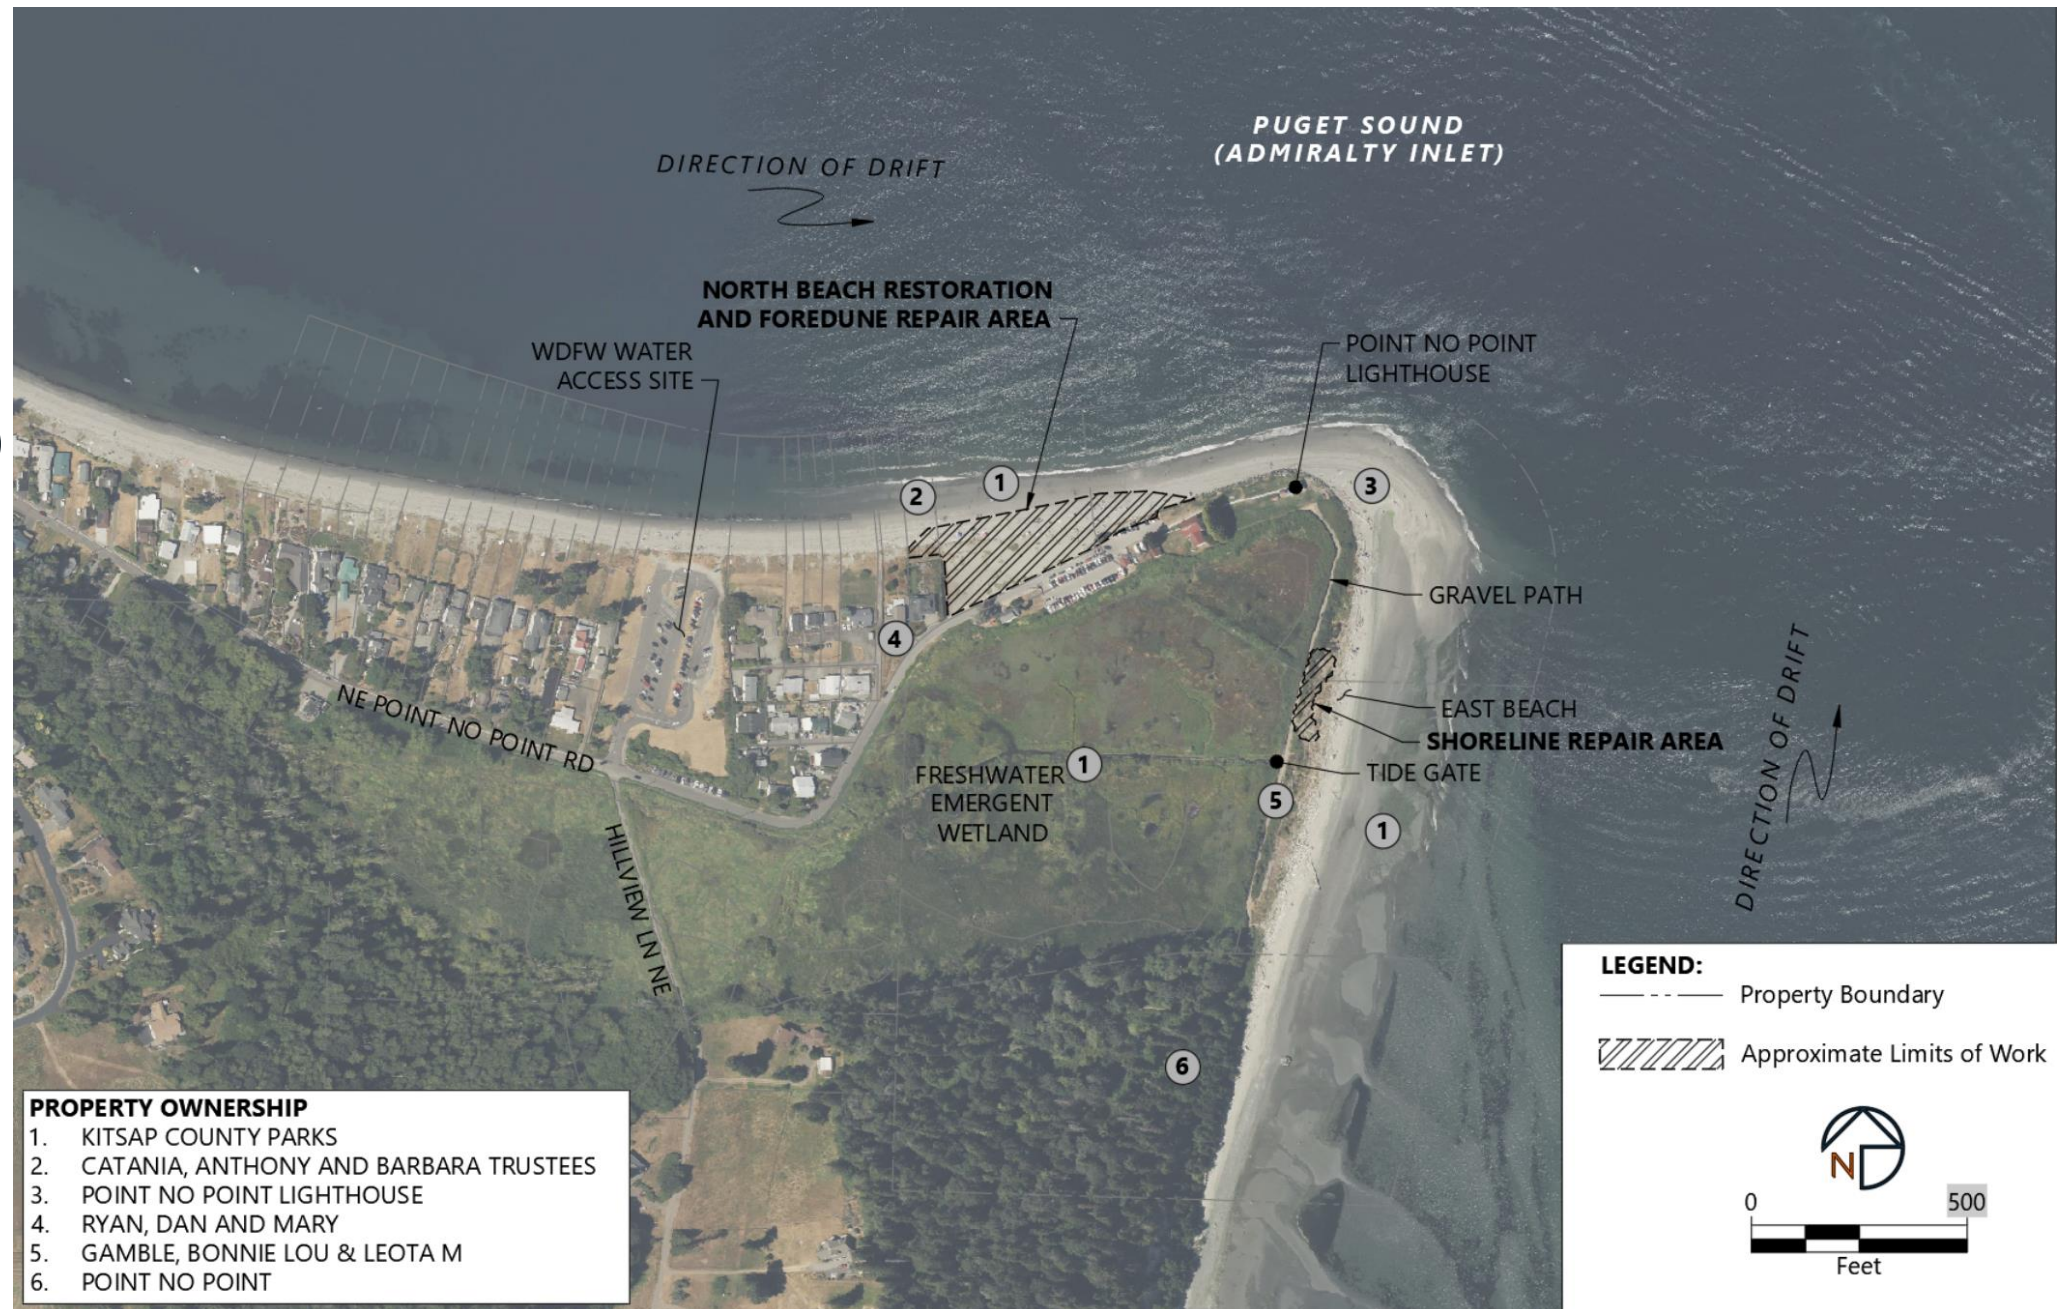 PUGET SOUND
(ADMIRALTY INLET)
DIRECTION OF DRIFT
NORTH BEACH RESTORATION
AND FOREDUNE REPAIR AREA
WDFW WATER
ACCESS SITE
POINT NO POINT
LIGHTHOUSE
2
1
3
GRAVEL PATH
4
NE POINT NO POINT RD
EAST BEACH
SHORELINE REPAIR AREA
TIDE GATE
DIRECTION OF DRIFT
FRESHWATER
EMERGENT
WETLAND
1
5
1
HILLVIEW LN NE
6
PROPERTY OWNERSHIP
1. KITSAP COUNTY PARKS
2. CATANIA, ANTHONY AND BARBARA TRUSTEES
3. POINT NO POINT LIGHTHOUSE
4. RYAN, DAN AND MARY
5. GAMBLE, BONNIE LOU & LEOTA M
6. POINT NO POINT
LEGEND:
Property Boundary
Approximate Limits of Work
N
0 500
Feet